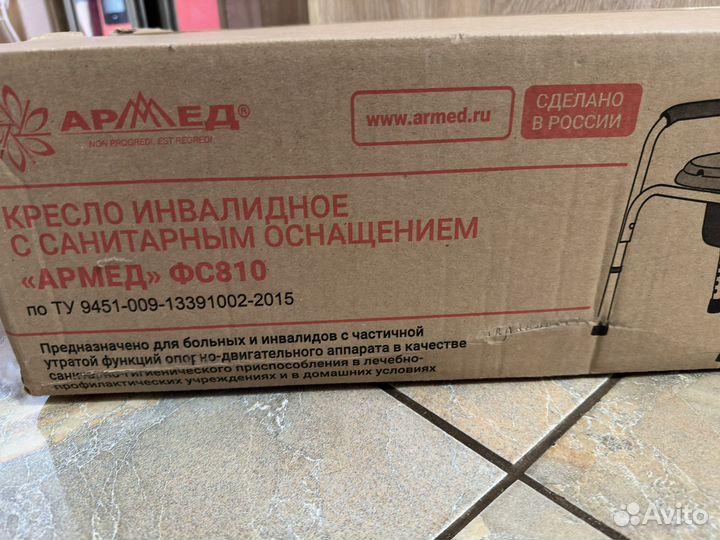 АРМЕД®
NON PROGREDI, EST REGREDI
www.armed.ru
СДЕЛАНО
В РОССИИ
КРЕСЛО ИНВАЛИДНОЕ
С САНИТАРНЫМ ОСНАЩЕНИЕМ
«АРМЕД» ФС810
по ТУ 9451-009-13391002-2015
Предназначено для больных и инвалидов с частичной
утратой функций опорно-двигательного аппарата в качестве
санитарно-гигиенического приспособления в лечебно-
профилактических учреждениях и в домашних условиях
Avito